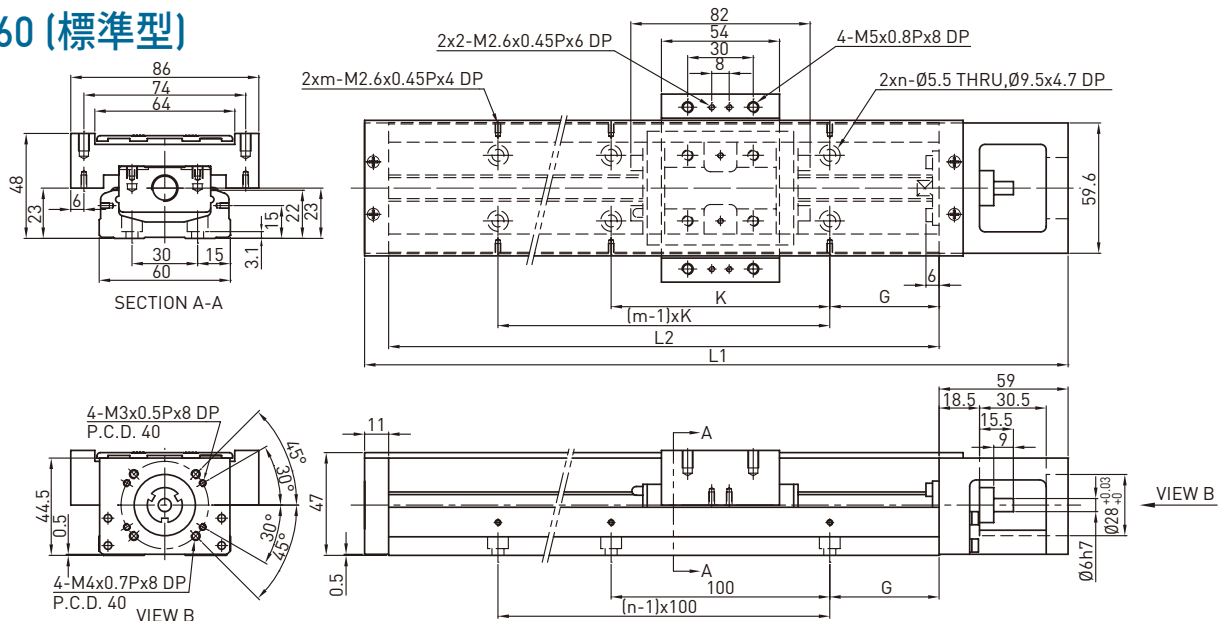 60 (標準型)
86
74
64
48
23
6
15
22
23
3.1
30
15
60
SECTION A-A
82
54
30
8
2x2-M2.6x0.45Px6 DP
4-M5x0.8Px8 DP
2xm-M2.6x0.45Px4 DP
2xn-Ø5.5 THRU,Ø9.5x4.7 DP
59.6
6
K
G
(m-1)xK
L2
L1
4-M3x0.5Px8 DP
P.C.D. 40
45°
30°
30°
45°
44.5
0.5
4-M4x0.7Px8 DP
P.C.D. 40
VIEW B
11
47
0.5
A
A
100
G
(n-1)x100
59
18.5
30.5
15.5
9
Ø6h7
Ø28 +0.03 +0
VIEW B